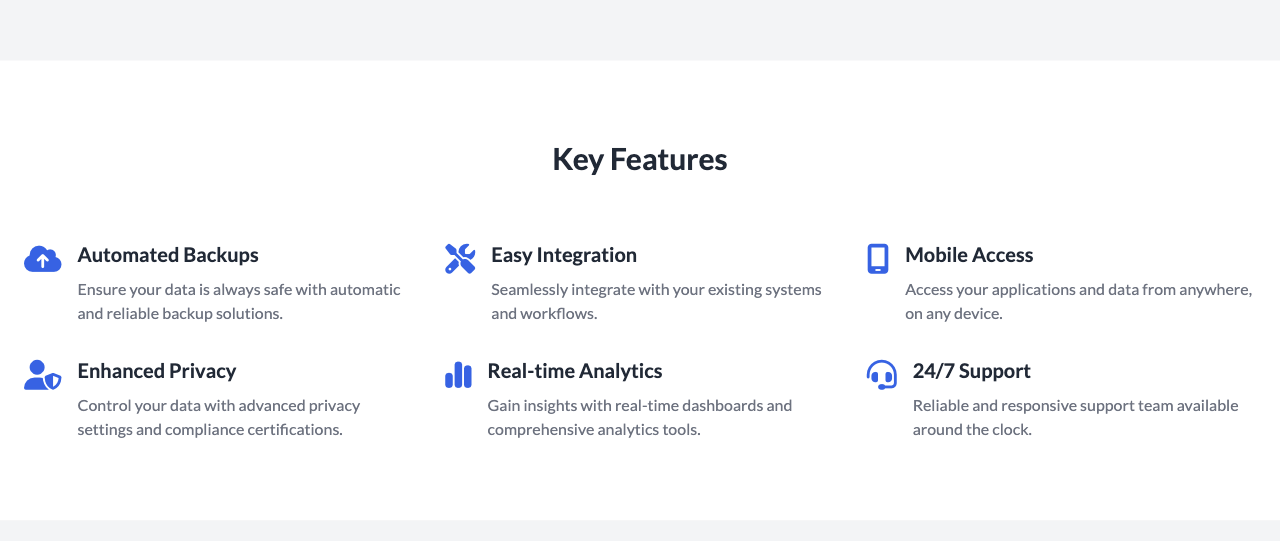 Key Features
Automated Backups
Ensure your data is always safe with automatic
and reliable backup solutions.
Easy Integration
Seamlessly integrate with your existing systems
and workflows.
Mobile Access
Access your applications and data from anywhere,
on any device.
Enhanced Privacy
Control your data with advanced privacy
settings and compliance certifications.
Real-time Analytics
Gain insights with real-time dashboards and
comprehensive analytics tools.
24/7 Support
Reliable and responsive support team available
around the clock.